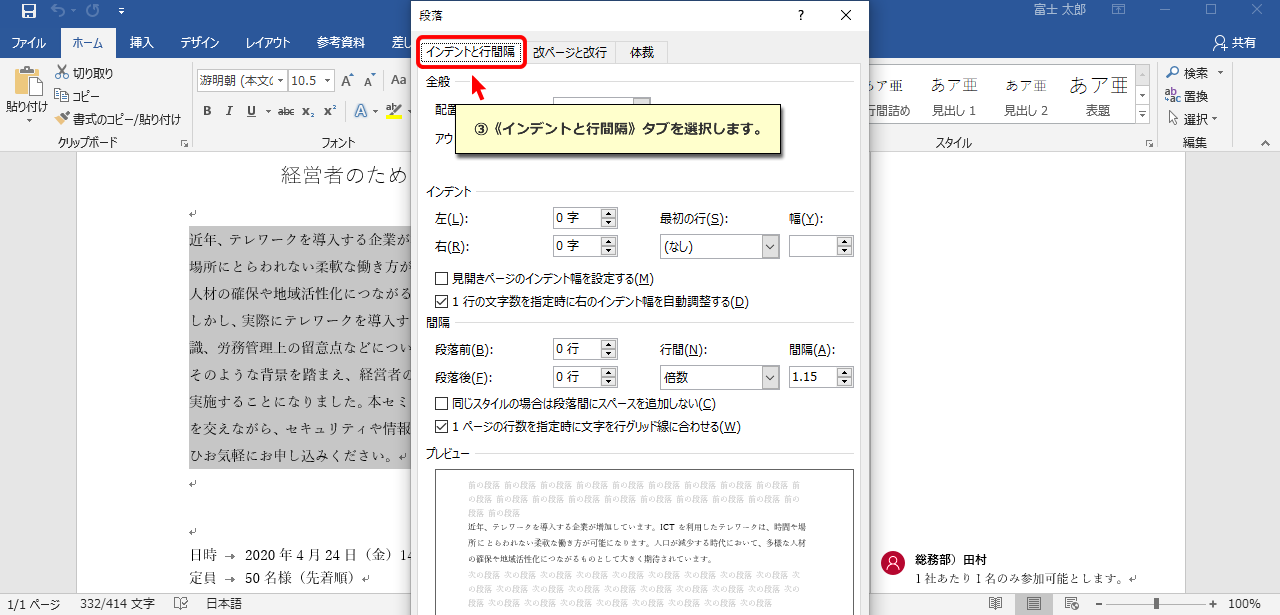 段落
富士 太郎
ファイル ホーム 挿入 デザイン レイアウト 参考資料 差し
共有
インデントと行間隔 改ページと改行 体裁
切り取り
コピー
書式のコピー/貼り付け
貼り付け
クリップボード
游明朝 (本文の 10.5
B I U abc x₂ x² A ab
Aa
フォント
あア亜 あア亜 あア亜 あア亜
行間詰め 見出し 1 見出し 2 表題
スタイル
検索
置換
選択
編集
全般
配置
アウ
③《インデントと行間隔》タブを選択します。
インデント
左(L): 0 字 最初の行(S): 幅(Y):
右(R): 0 字 (なし)
見開きページのインデント幅を設定する(M)
1 行の文字数を指定時に右のインデント幅を自動調整する(D)
間隔
段落前(B): 0 行 行間(N): 間隔(A):
段落後(F): 0 行 倍数 1.15
同じスタイルの場合は段落間にスペースを追加しない(C)
1 ページの行数を指定時に文字を行グリッド線に合わせる(W)
プレビュー
前の段落 前の段落 前の段落 前の段落 前の段落 前の段落 前の段落 前の段落 前の段落 前
の段落 前の段落 前の段落 前の段落 前の段落 前の段落 前の段落 前の段落 前の段落 前の
段落 前の段落
近年、テレワークを導入する企業が増加しています。ICT を利用したテレワークは、時間や場
所にとらわれない柔軟な働き方が可能になります。人口が減少する時代において、多様な人材
の確保や地域活性化につながるものとして大きく期待されています。
次の段落 次の段落 次の段落 次の段落 次の段落 次の段落 次の段落 次の段落 次の段落 次
の段落 次の段落 次の段落 次の段落 次の段落 次の段落 次の段落 次の段落 次の段落 次の
段落 次の段落 次の段落 次の段落 次の段落 次の段落 次の段落 次の段落 次の段落
経営者のため
近年、テレワークを導入する企業が
場所にとらわれない柔軟な働き方が
人材の確保や地域活性化につながる
しかし、実際にテレワークを導入す
識、労務管理上の留意点などについ
そのような背景を踏まえ、経営者の
実施することになりました。本セミ
を交えながら、セキュリティや情報
ひお気軽にお申し込みください。
日時 → 2020 年 4 月 24 日（金）14
定員 → 50 名様（先着順）
総務部）田村
1 社あたり 1 名のみ参加可能とします。
1/1 ページ 332/414 文字 日本語
100%